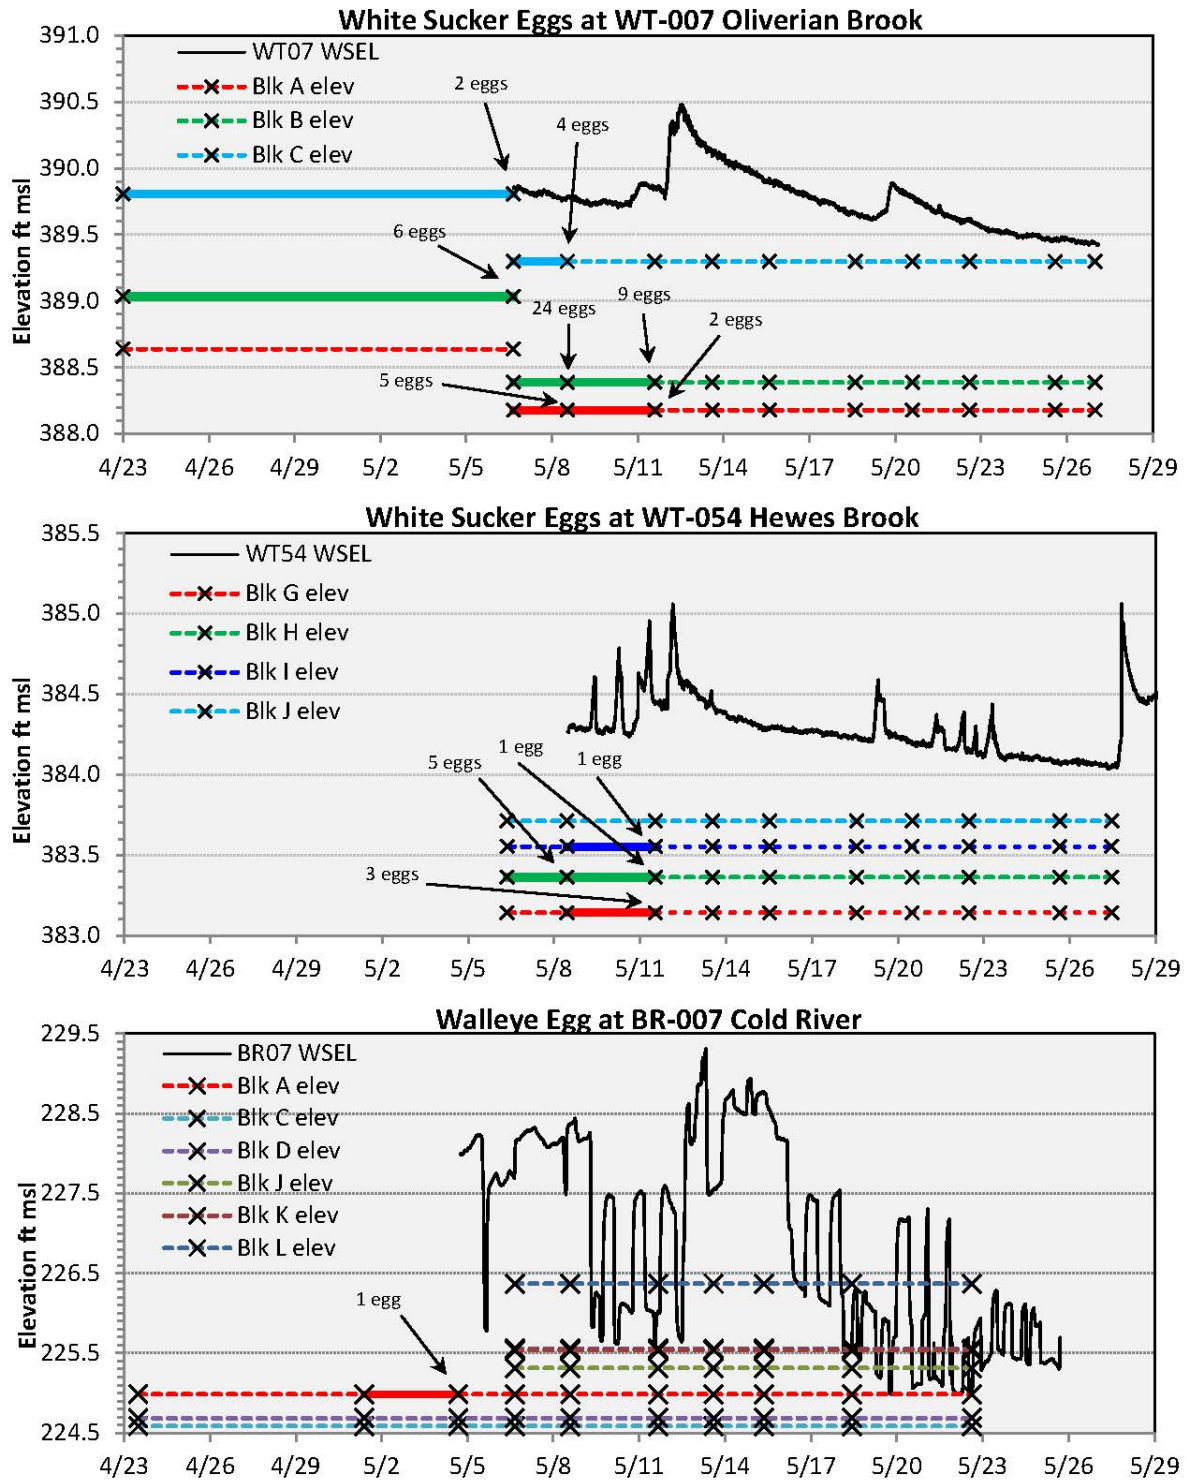 White Sucker Eggs at WT-007 Oliverian Brook
Elevation ft msl
391.0
390.5
390.0
389.5
389.0
388.5
388.0
WT07 WSEL
Blk A elev
Blk B elev
Blk C elev
2 eggs
4 eggs
6 eggs
24 eggs
9 eggs
2 eggs
5 eggs
4/23 4/26 4/29 5/2 5/5 5/8 5/11 5/14 5/17 5/20 5/23 5/26 5/29
White Sucker Eggs at WT-054 Hewes Brook
Elevation ft msl
385.5
385.0
384.5
384.0
383.5
383.0
WT54 WSEL
Blk G elev
Blk H elev
Blk I elev
Blk J elev
1 egg
5 eggs
1 egg
3 eggs
4/23 4/26 4/29 5/2 5/5 5/8 5/11 5/14 5/17 5/20 5/23 5/26 5/29
Walleye Egg at BR-007 Cold River
Elevation ft msl
229.5
228.5
227.5
226.5
225.5
224.5
BR07 WSEL
Blk A elev
Blk C elev
Blk D elev
Blk J elev
Blk K elev
Blk L elev
1 egg
4/23 4/26 4/29 5/2 5/5 5/8 5/11 5/14 5/17 5/20 5/23 5/26 5/29